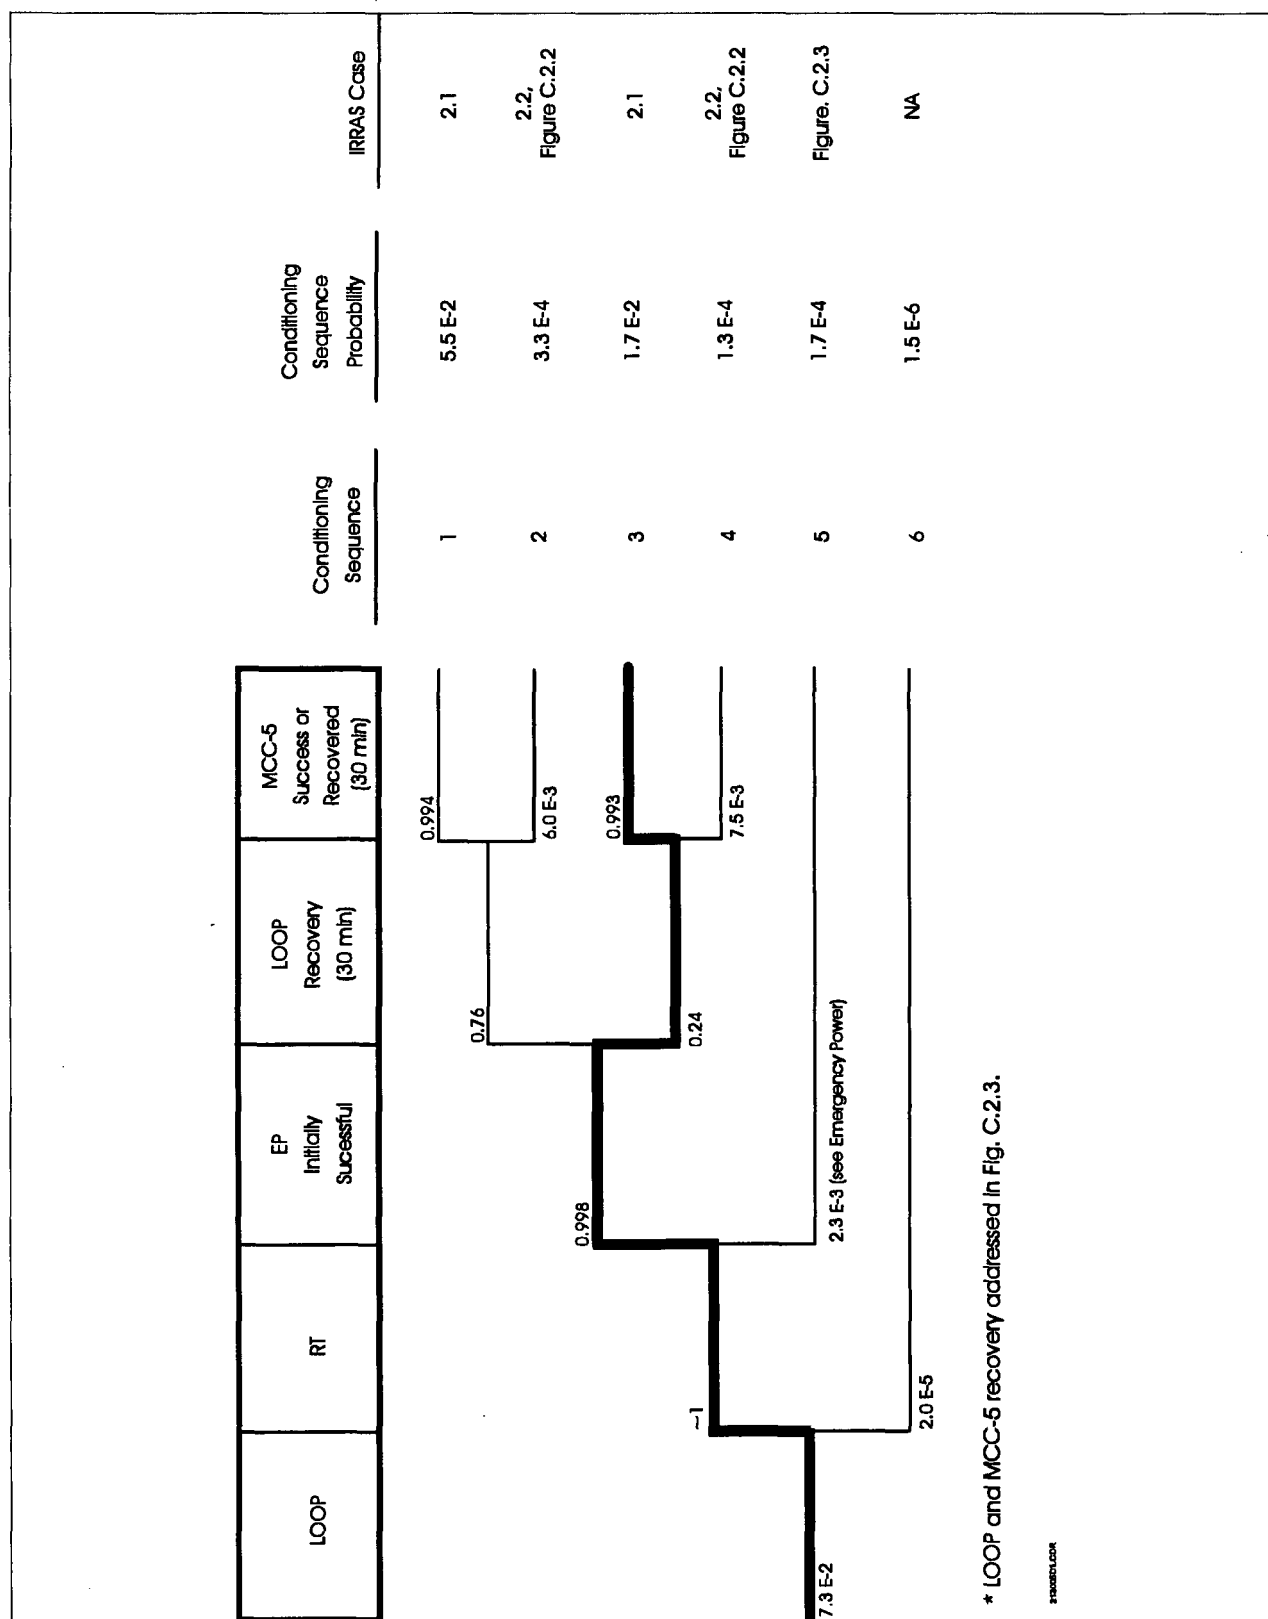 LOOP
RT
EP
Initially
Sucessful
LOOP
Recovery
(30 min)
MCC-5
Success or
Recovered
(30 min)
Conditioning
Sequence
Conditioning
Sequence
Probability
IRRAS Case
7.3 E-2
~1
2.0 E-5
0.998
2.3 E-3 (see Emergency Power)
0.76
0.24
0.994
6.0 E-3
0.993
7.5 E-3
1
5.5 E-2
2.1
2
3.3 E-4
2.2,
Figure C.2.2
3
1.7 E-2
2.1
4
1.3 E-4
2.2,
Figure C.2.2
5
1.7 E-4
Figure. C.2.3
6
1.5 E-6
NA
* LOOP and MCC-5 recovery addressed in Fig. C.2.3.